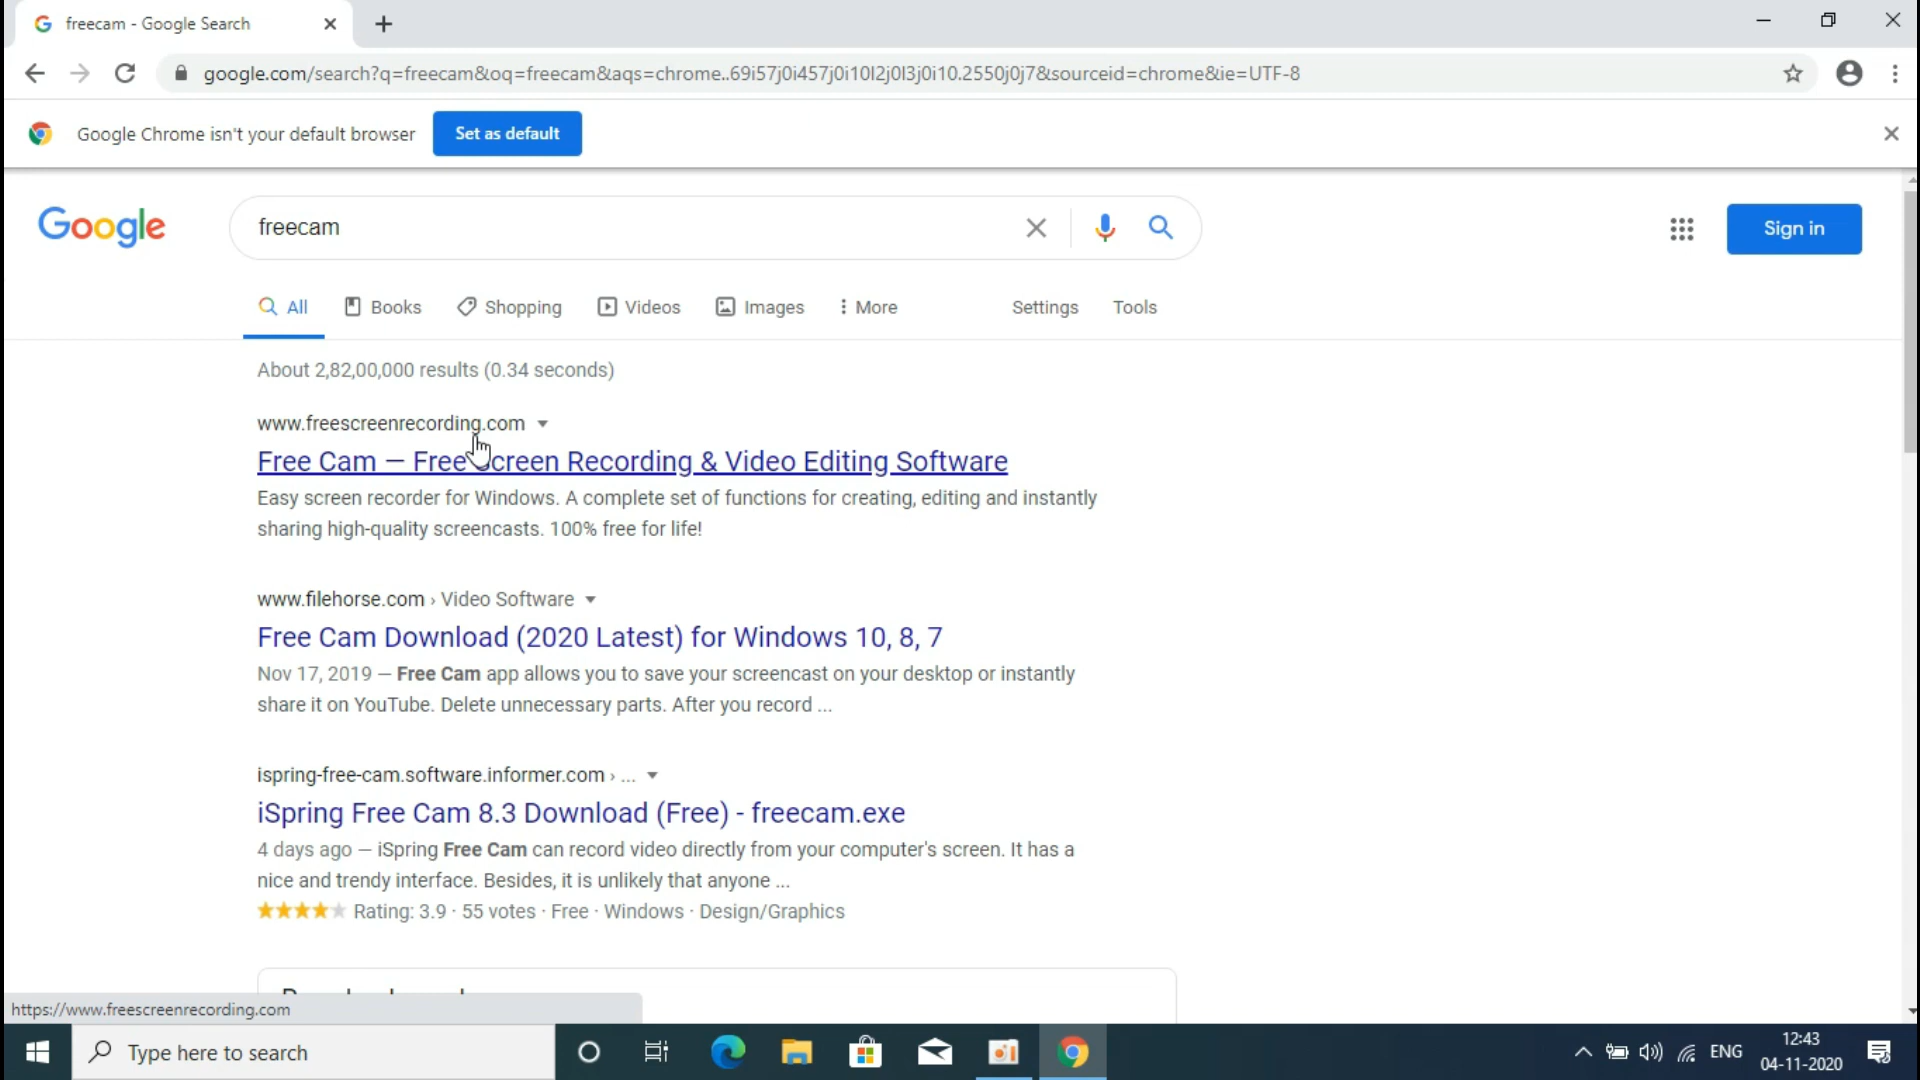 freecam - Google Search
google.com/search?q=freecam&oq=freecam&aqs=chrome..69i57j0i457j0i10l2j0l3j0i10.2550j0j7&sourceid=chrome&ie=UTF-8
Google Chrome isn't your default browser Set as default
Google freecam Sign in
All Books Shopping Videos Images More Settings Tools
About 2,82,00,000 results (0.34 seconds)
www.freescreenrecording.com
Free Cam — Free Screen Recording & Video Editing Software
Easy screen recorder for Windows. A complete set of functions for creating, editing and instantly
sharing high-quality screencasts. 100% free for life!
www.filehorse.com › Video Software
Free Cam Download (2020 Latest) for Windows 10, 8, 7
Nov 17, 2019 — Free Cam app allows you to save your screencast on your desktop or instantly
share it on YouTube. Delete unnecessary parts. After you record ...
ispring-free-cam.software.informer.com › ...
iSpring Free Cam 8.3 Download (Free) - freecam.exe
4 days ago — iSpring Free Cam can record video directly from your computer's screen. It has a
nice and trendy interface. Besides, it is unlikely that anyone ...
Rating: 3.9 · 55 votes · Free · Windows · Design/Graphics
https://www.freescreenrecording.com
Type here to search
ENG
12:43
04-11-2020